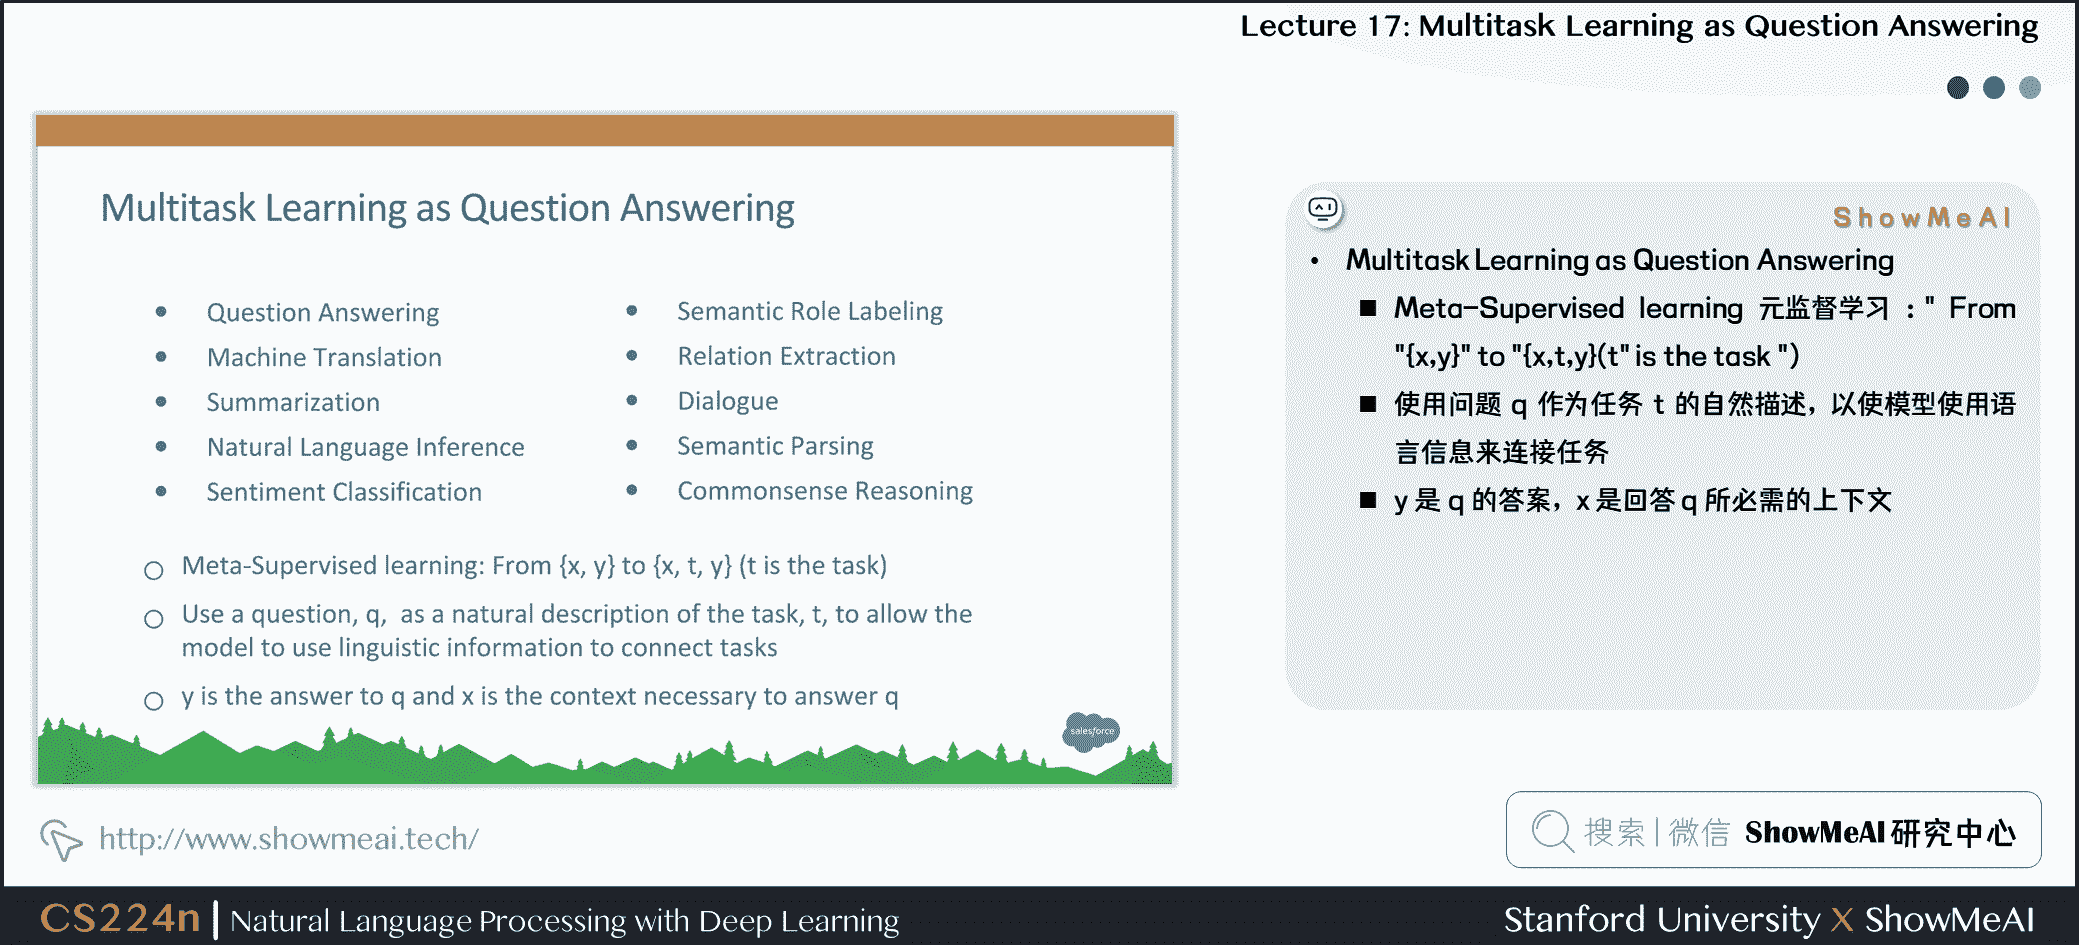 Lecture 17: Multitask Learning as Question Answering
Multitask Learning as Question Answering
• Question Answering
• Machine Translation
• Summarization
• Natural Language Inference
• Sentiment Classification
• Semantic Role Labeling
• Relation Extraction
• Dialogue
• Semantic Parsing
• Commonsense Reasoning
○ Meta-Supervised learning: From {x, y} to {x, t, y} (t is the task)
○ Use a question, q, as a natural description of the task, t, to allow the
model to use linguistic information to connect tasks
○ y is the answer to q and x is the context necessary to answer q
salesforce
ShowMeAI
• Multitask Learning as Question Answering
■ Meta-Supervised learning 元监督学习 :" From
"{x,y}" to "{x,t,y}(t" is the task ")
■ 使用问题 q 作为任务 t 的自然描述，以使模型使用语
言信息来连接任务
■ y 是 q 的答案，x 是回答 q 所必需的上下文
http://www.showmeai.tech/
搜索 | 微信 ShowMeAI 研究中心
CS224n | Natural Language Processing with Deep Learning
Stanford University X ShowMeAI